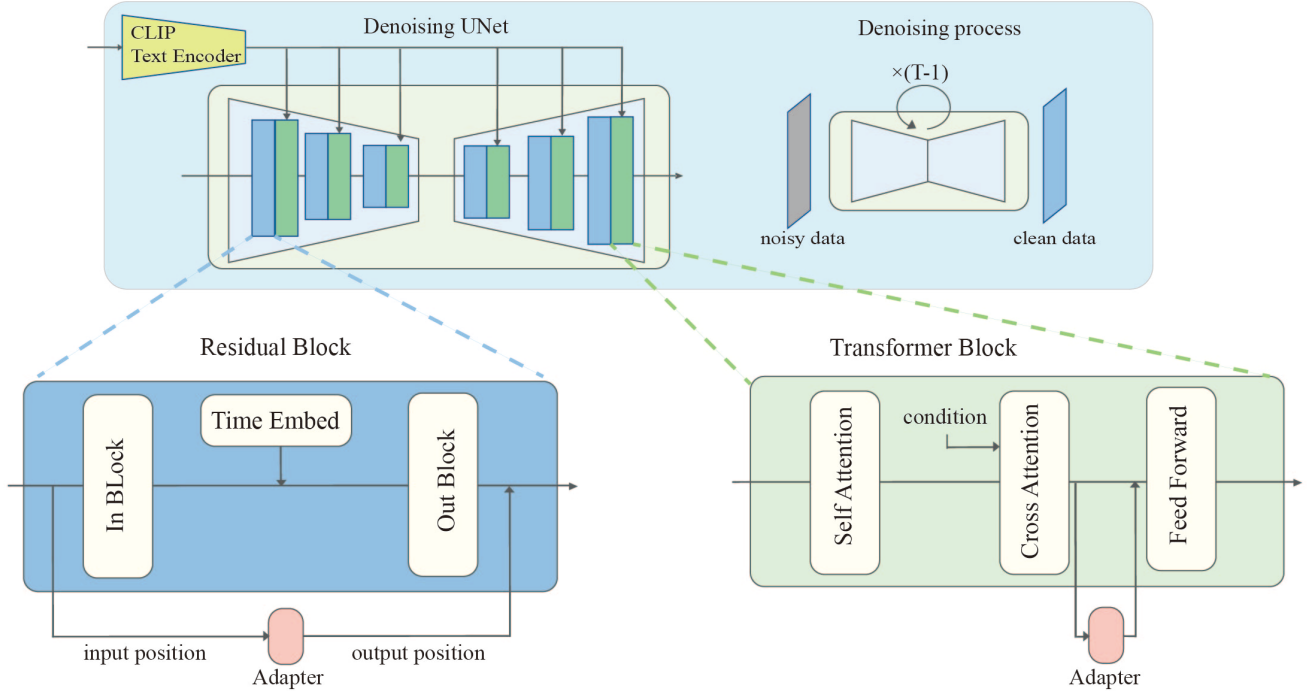 CLIP
Text Encoder
Denoising UNet
Denoising process
×(T-1)
noisy data
clean data
Residual Block
Transformer Block
In BLock
Time Embed
Out Block
input position
output position
Adapter
Self Attention
condition
Cross Attention
Feed Forward
Adapter